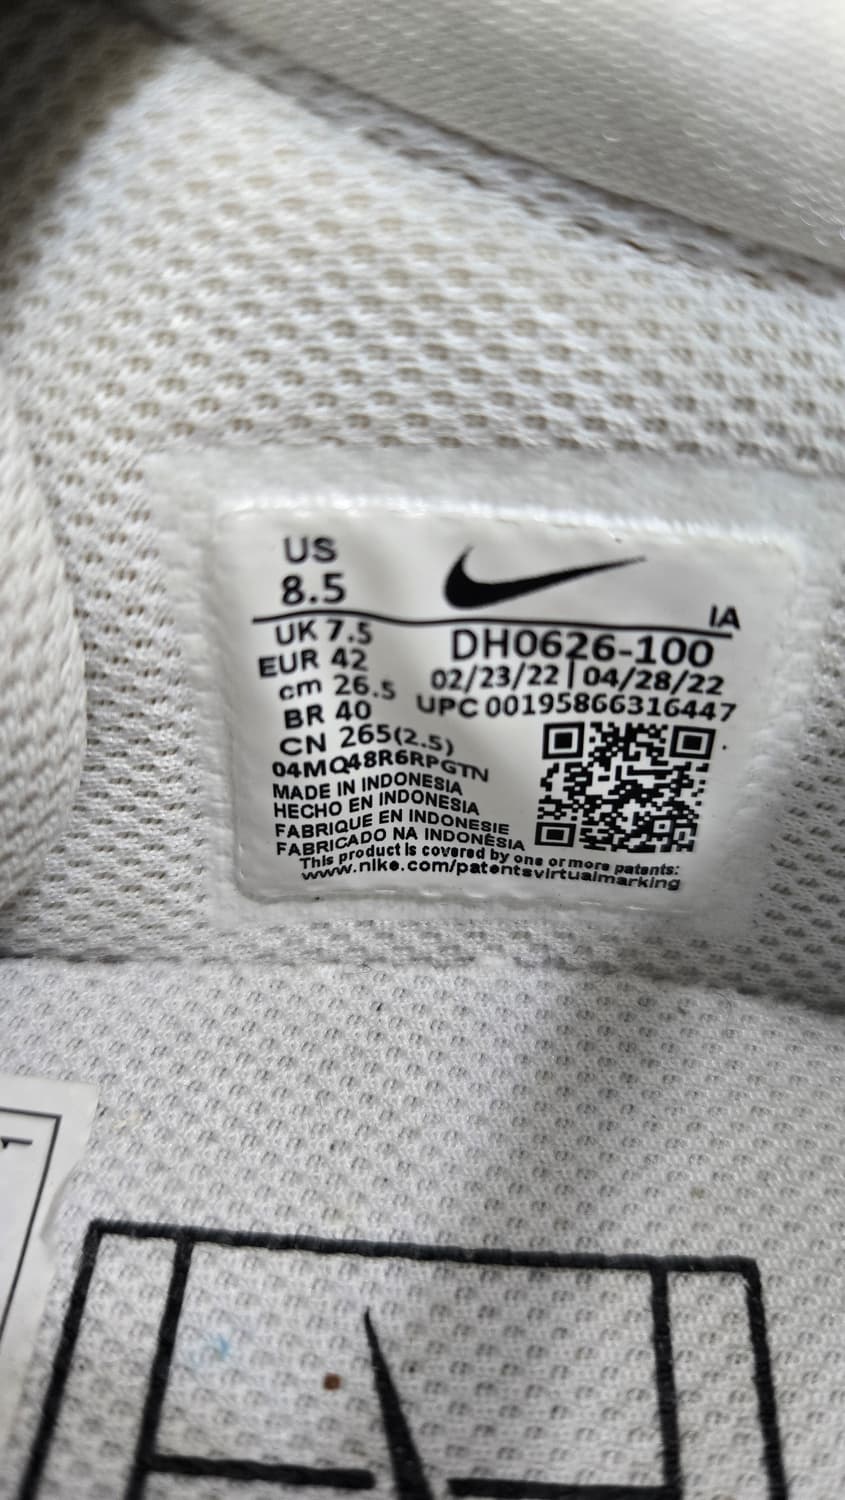 US
8.5
IA
UK 7.5
EUR 42
cm 26.5
BR 40
CN 265(2.5)
DH0626-100
02/23/22 | 04/28/22
UPC 00195866316447
04MQ48R6RPGTN
MADE IN INDONESIA
HECHO EN INDONESIA
FABRIQUE EN INDONESIE
FABRICADO NA INDONÉSIA
This product is covered by one or more patents:
www.nike.com/patentsvirtualmarking